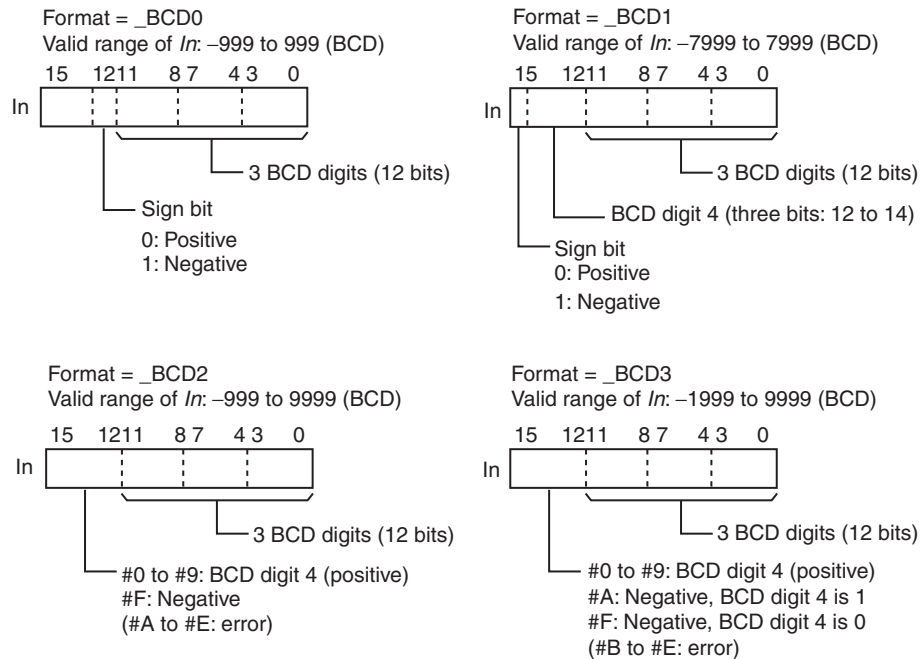 Format = _BCD0
Valid range of In: –999 to 999 (BCD)
15 1211 8 7 4 3 0
In
3 BCD digits (12 bits)
Sign bit
0: Positive
1: Negative
Format = _BCD1
Valid range of In: –7999 to 7999 (BCD)
15 1211 8 7 4 3 0
In
3 BCD digits (12 bits)
BCD digit 4 (three bits: 12 to 14)
Sign bit
0: Positive
1: Negative
Format = _BCD2
Valid range of In: –999 to 9999 (BCD)
15 1211 8 7 4 3 0
In
3 BCD digits (12 bits)
#0 to #9: BCD digit 4 (positive)
#F: Negative
(#A to #E: error)
Format = _BCD3
Valid range of In: –1999 to 9999 (BCD)
15 1211 8 7 4 3 0
In
3 BCD digits (12 bits)
#0 to #9: BCD digit 4 (positive)
#A: Negative, BCD digit 4 is 1
#F: Negative, BCD digit 4 is 0
(#B to #E: error)